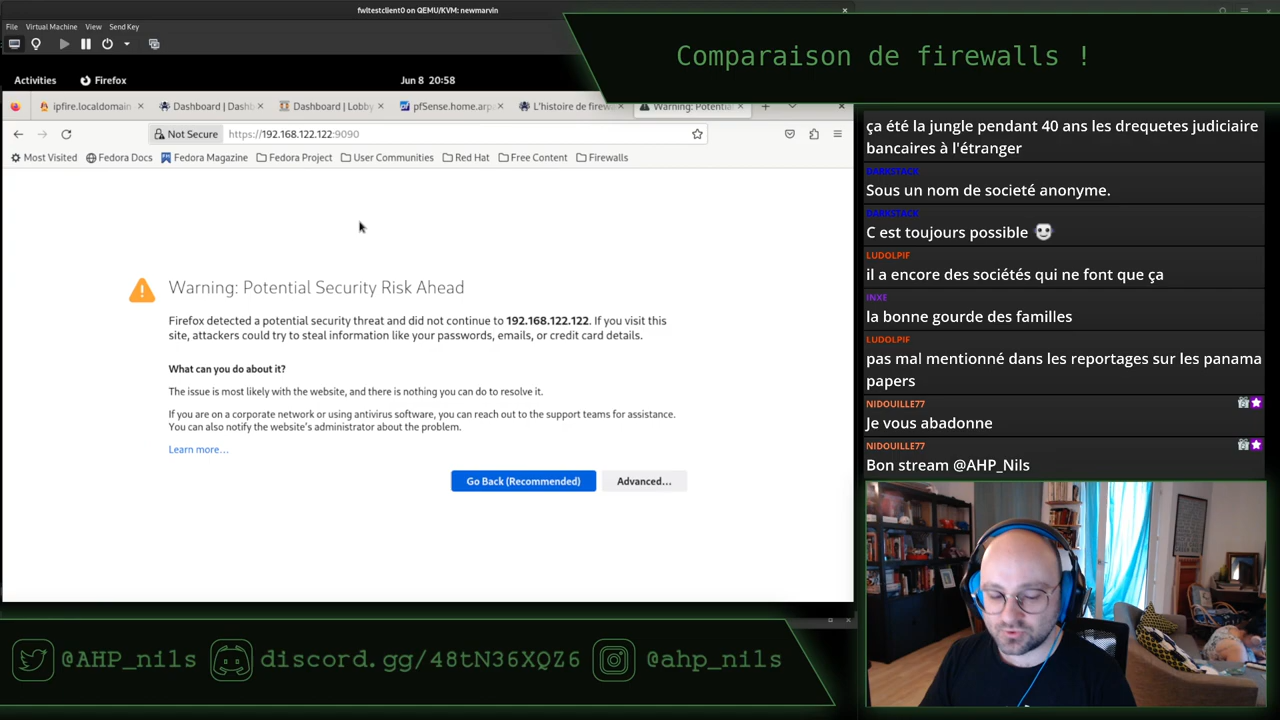 fwltestclient0 on QEMU/KVM: newmarvin
File Virtual Machine View Send Key
Comparaison de firewalls !
Activities Firefox Jun 8 20:58
ipfire.localdomain Dashboard | Dash Dashboard | Lobby pfSense.home.arp L'histoire de firew Warning: Potential
Not Secure https://192.168.122.122:9090
Most Visited Fedora Docs Fedora Magazine Fedora Project User Communities Red Hat Free Content Firewalls
Warning: Potential Security Risk Ahead
Firefox detected a potential security threat and did not continue to 192.168.122.122. If you visit this
site, attackers could try to steal information like your passwords, emails, or credit card details.
What can you do about it?
The issue is most likely with the website, and there is nothing you can do to resolve it.
If you are on a corporate network or using antivirus software, you can reach out to the support teams for assistance.
You can also notify the website's administrator about the problem.
Learn more…
Go Back (Recommended) Advanced…
ça été la jungle pendant 40 ans les drequetes judiciaire
bancaires à l'étranger
DARKSTACK
Sous un nom de societé anonyme.
DARKSTACK
C est toujours possible
LUDOLPIF
il a encore des sociétés qui ne font que ça
INXE
la bonne gourde des familles
LUDOLPIF
pas mal mentionné dans les reportages sur les panama
papers
NIDOUILLE77
Je vous abadonne
NIDOUILLE77
Bon stream @AHP_Nils
@AHP_nils discord.gg/48tN36XQZ6 @ahp_nils